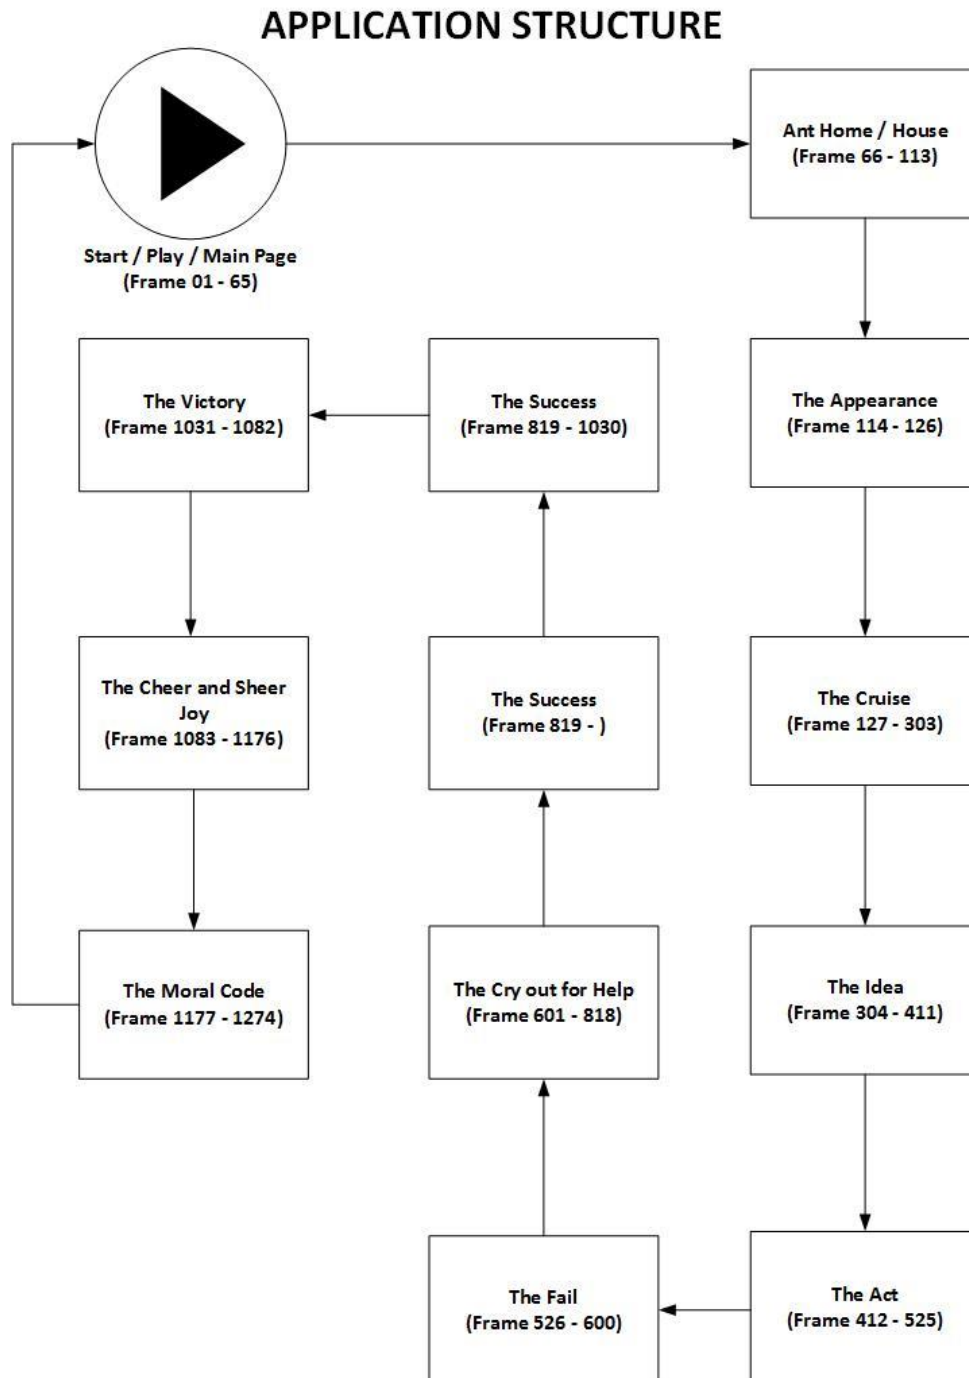 APPLICATION STRUCTURE
Start / Play / Main Page
(Frame 01 - 65)
Ant Home / House
(Frame 66 - 113)
The Appearance
(Frame 114 - 126)
The Cruise
(Frame 127 - 303)
The Idea
(Frame 304 - 411)
The Act
(Frame 412 - 525)
The Fail
(Frame 526 - 600)
The Cry out for Help
(Frame 601 - 818)
The Success
(Frame 819 - )
The Success
(Frame 819 - 1030)
The Victory
(Frame 1031 - 1082)
The Cheer and Sheer
Joy
(Frame 1083 - 1176)
The Moral Code
(Frame 1177 - 1274)